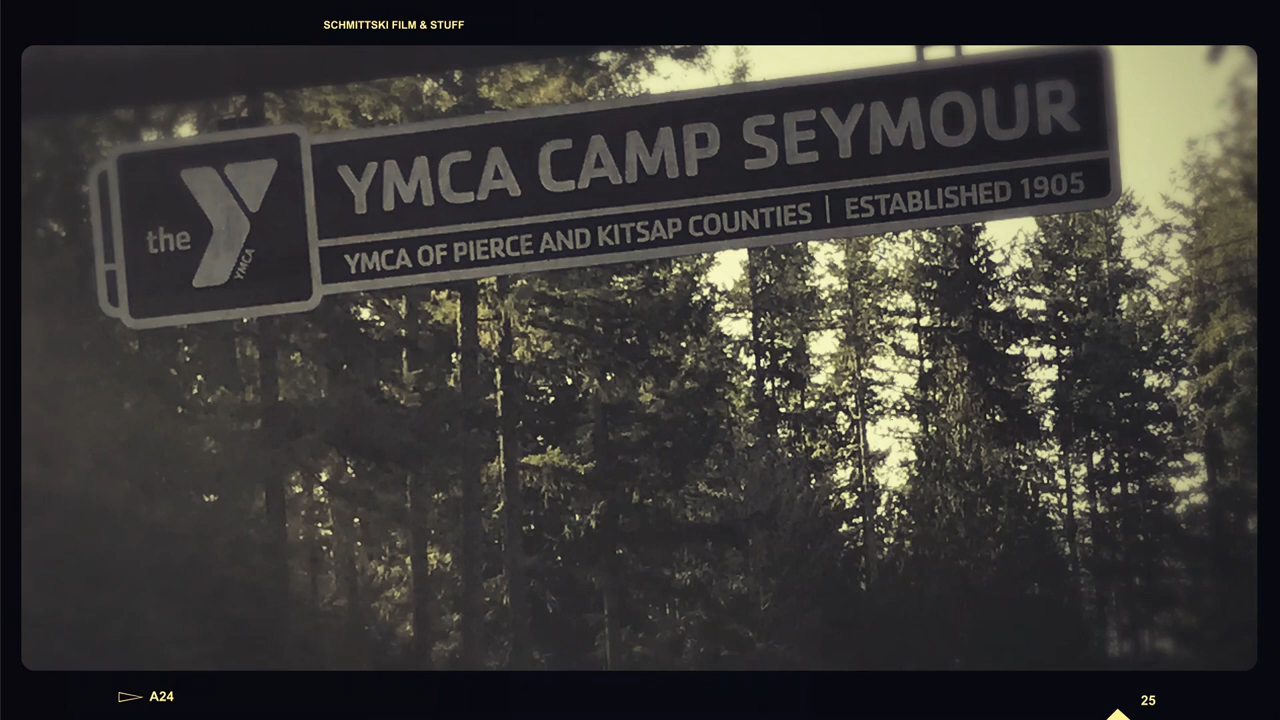 SCHMITTSKI FILM & STUFF
the
YMCA
YMCA CAMP SEYMOUR
YMCA OF PIERCE AND KITSAP COUNTIES | ESTABLISHED 1905
A24
25